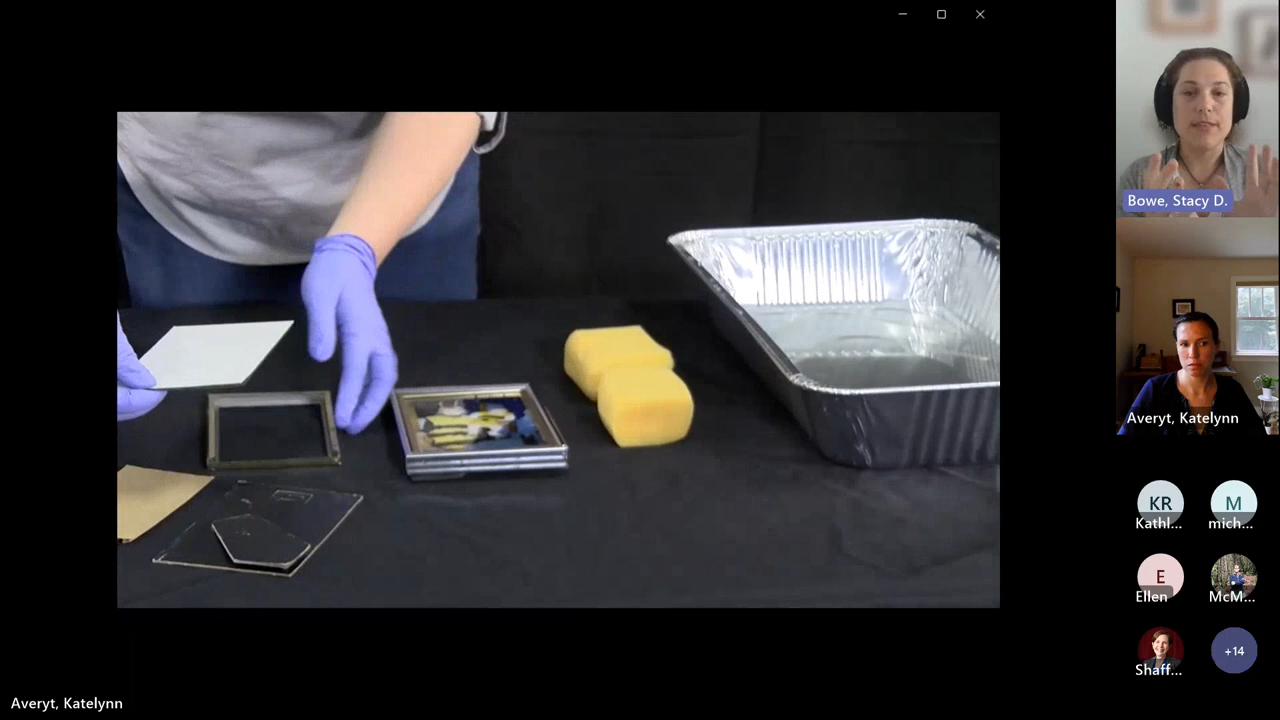 Bowe, Stacy D.
Averyt, Katelynn
KR
Kathl...
M
mich...
E
Ellen
McM...
Shaff...
+14
Averyt, Katelynn